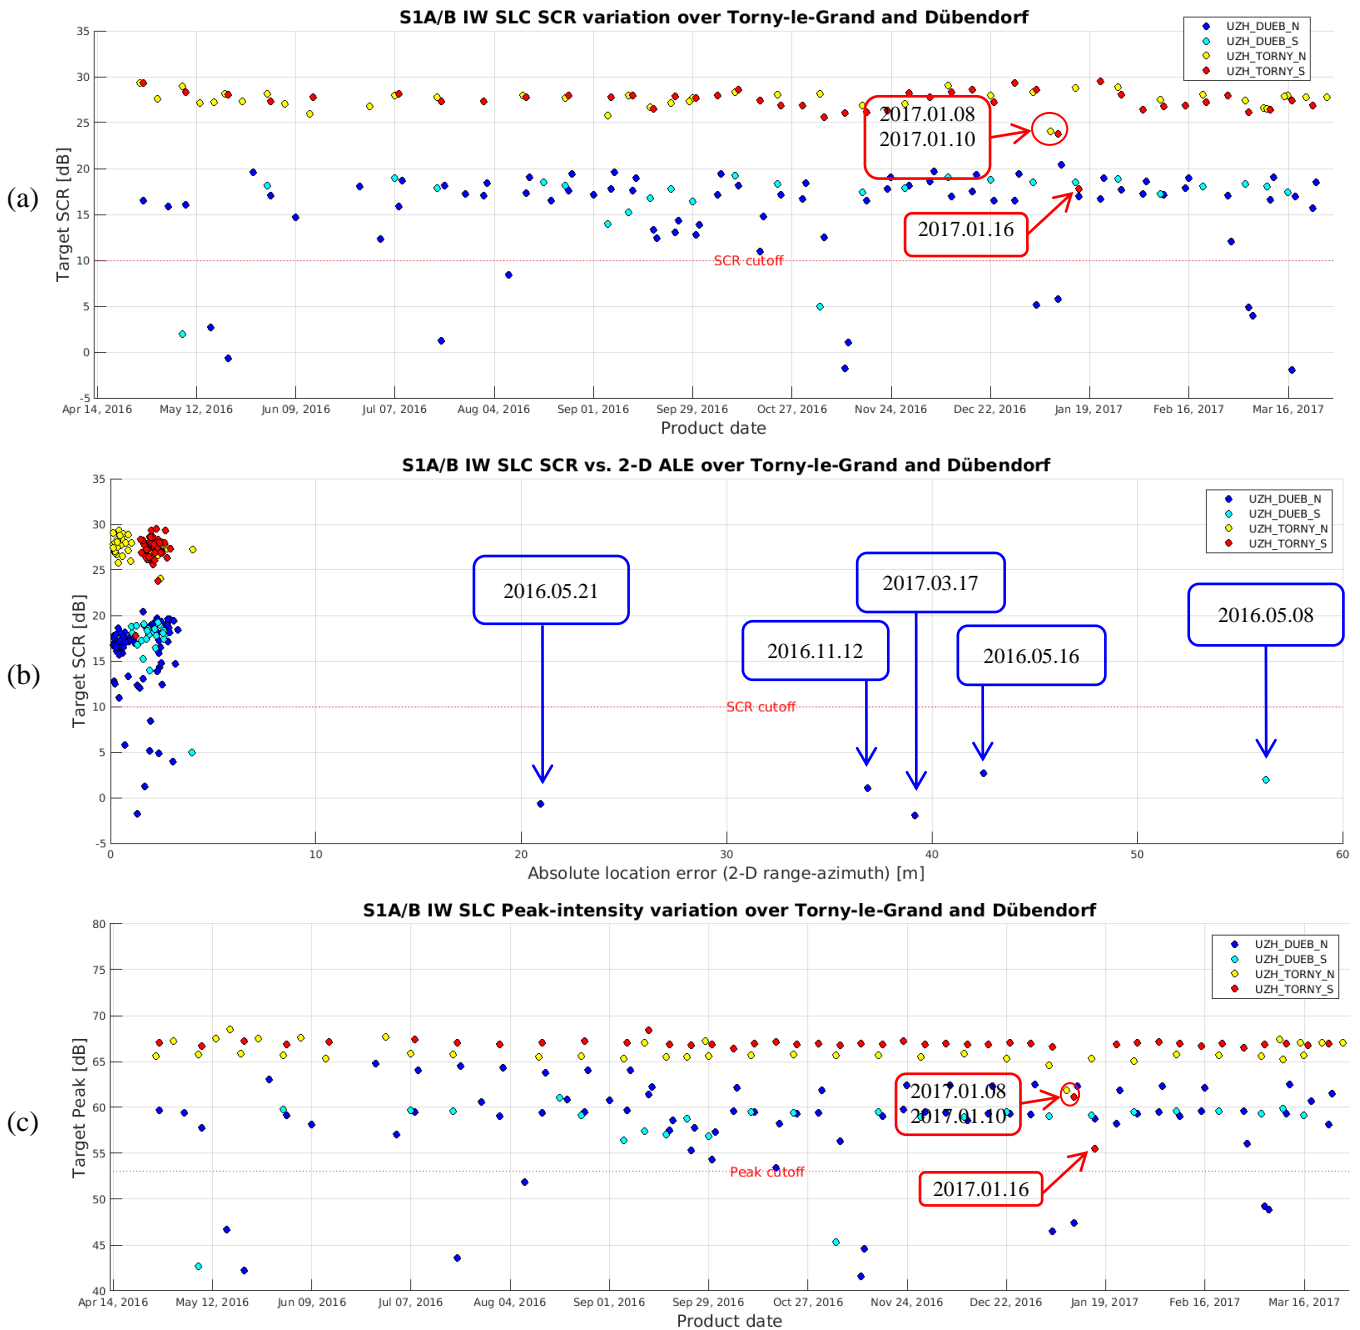 S1A/B IW SLC SCR variation over Torny-le-Grand and Dübendorf
35
30
25
20
15
10
5
0
-5
Target SCR [dB]
(a)
UZH_DUEB_N
UZH_DUEB_S
UZH_TORNY_N
UZH_TORNY_S
2017.01.08
2017.01.10
2017.01.16
SCR cutoff
Apr 14, 2016 May 12, 2016 Jun 09, 2016 Jul 07, 2016 Aug 04, 2016 Sep 01, 2016 Sep 29, 2016 Oct 27, 2016 Nov 24, 2016 Dec 22, 2016 Jan 19, 2017 Feb 16, 2017 Mar 16, 2017
Product date
S1A/B IW SLC SCR vs. 2-D ALE over Torny-le-Grand and Dübendorf
35
30
25
20
15
10
5
0
-5
Target SCR [dB]
(b)
UZH_DUEB_N
UZH_DUEB_S
UZH_TORNY_N
UZH_TORNY_S
2016.05.21
2017.03.17
2016.11.12
2016.05.16
2016.05.08
SCR cutoff
0 10 20 30 40 50 60
Absolute location error (2-D range-azimuth) [m]
S1A/B IW SLC Peak-intensity variation over Torny-le-Grand and Dübendorf
80
75
70
65
60
55
50
45
40
Target Peak [dB]
(c)
UZH_DUEB_N
UZH_DUEB_S
UZH_TORNY_N
UZH_TORNY_S
2017.01.08
2017.01.10
2017.01.16
Peak cutoff
Apr 14, 2016 May 12, 2016 Jun 09, 2016 Jul 07, 2016 Aug 04, 2016 Sep 01, 2016 Sep 29, 2016 Oct 27, 2016 Nov 24, 2016 Dec 22, 2016 Jan 19, 2017 Feb 16, 2017 Mar 16, 2017
Product date